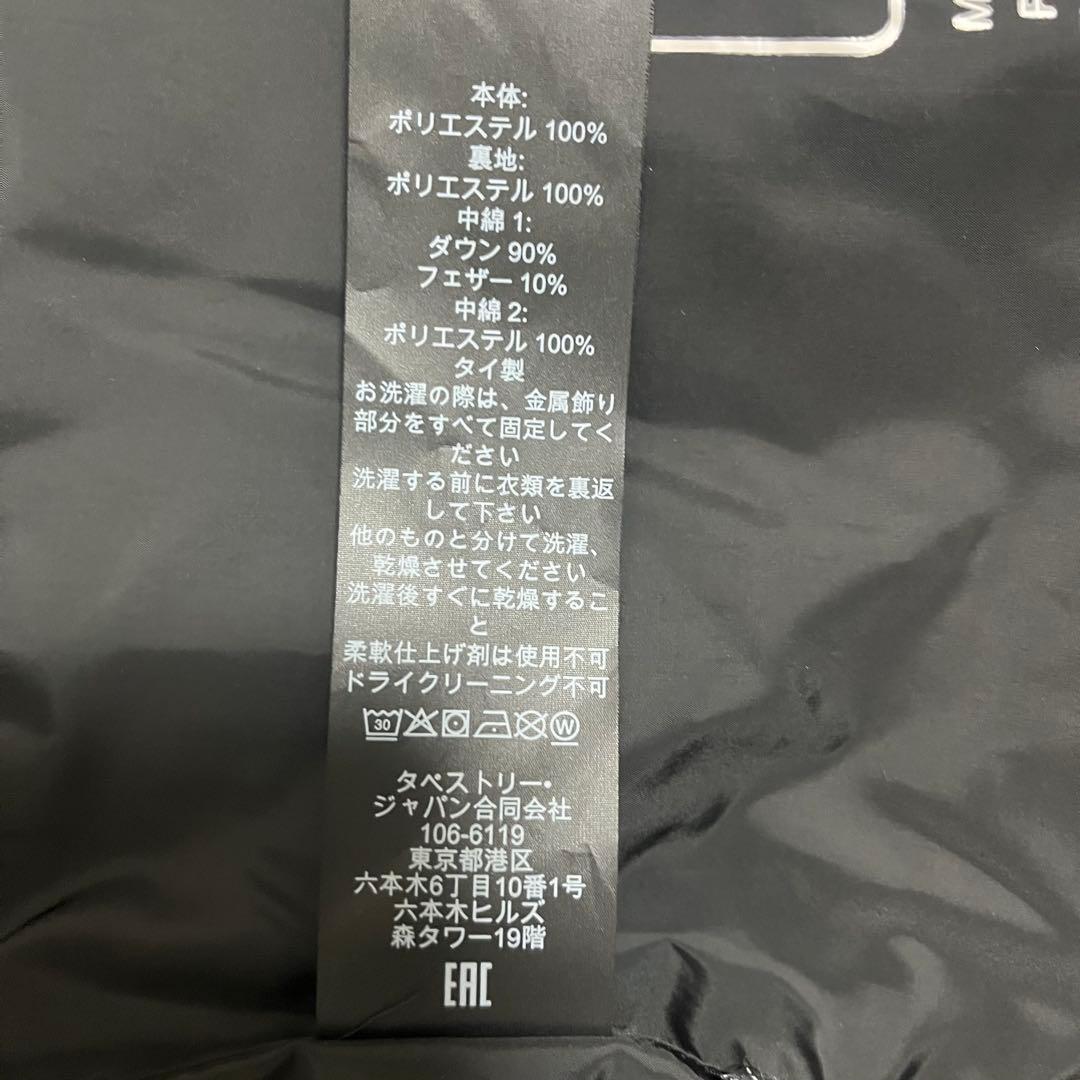 本体:
ポリエステル 100%
裏地:
ポリエステル 100%
中綿 1:
ダウン 90%
フェザー 10%
中綿 2:
ポリエステル 100%
タイ製
お洗濯の際は、金属飾り
部分をすべて固定してく
ださい
洗濯する前に衣類を裏返
して下さい
他のものと分けて洗濯、
乾燥させてください
洗濯後すぐに乾燥するこ
と
柔軟仕上げ剤は使用不可
ドライクリーニング不可
30 W
タペストリー・
ジャパン合同会社
106-6119
東京都港区
六本木6丁目10番1号
六本木ヒルズ
森タワー19階
EAC
M